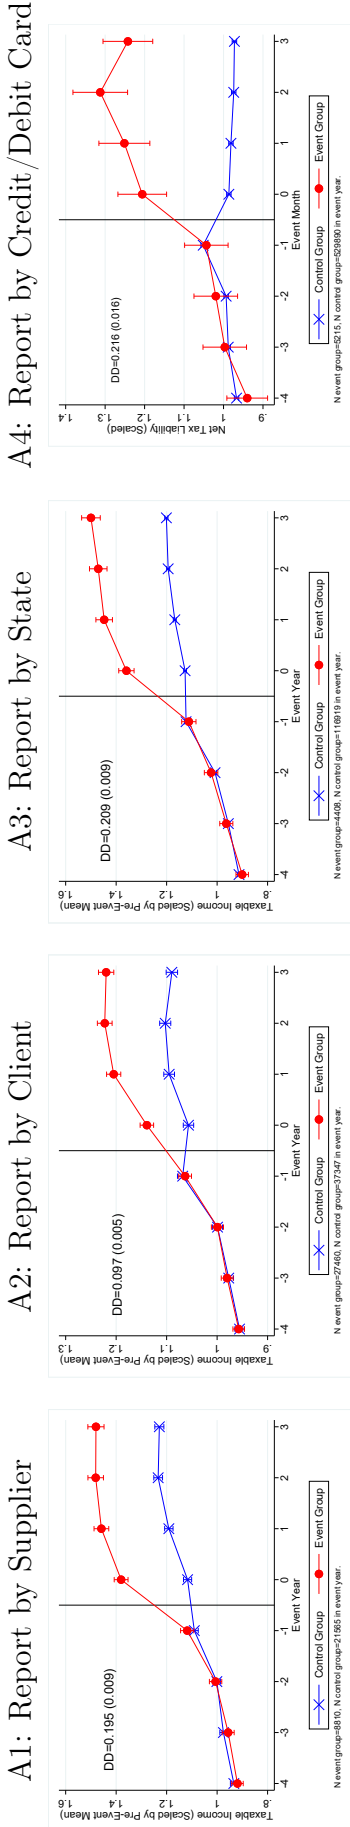 A1: Report by Supplier
Taxable Income (Scaled by Pre-Event Mean)
1.6
1.4
1.2
1
.8
DD=0.195 (0.009)
-4 -3 -2 -1 0 1 2 3
Event Year
Control Group Event Group
N event group=8810, N control group=21565 in event year.
A2: Report by Client
Taxable Income (Scaled by Pre-Event Mean)
1.3
1.2
1.1
1
.9
DD=0.097 (0.005)
-4 -3 -2 -1 0 1 2 3
Event Year
Control Group Event Group
N event group=27460, N control group=37347 in event year.
A3: Report by State
Taxable Income (Scaled by Pre-Event Mean)
1.6
1.4
1.2
1
.8
DD=0.209 (0.009)
-4 -3 -2 -1 0 1 2 3
Event Year
Control Group Event Group
N event group=4408, N control group=116919 in event year.
A4: Report by Credit/Debit Card
Net Tax Liability (Scaled)
1.4
1.3
1.2
1.1
1
.9
DD=0.216 (0.016)
-4 -3 -2 -1 0 1 2 3
Event Month
Control Group Event Group
N event group=5215, N control group=529890 in event year.